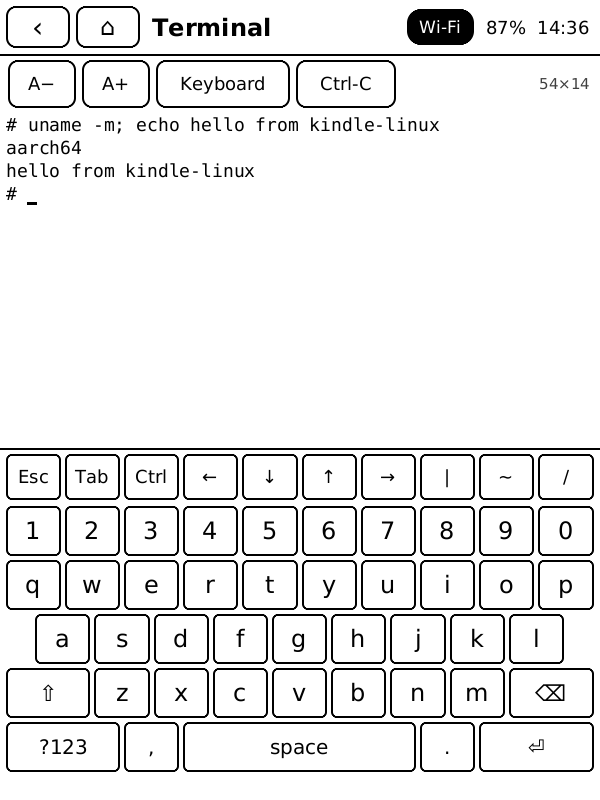 ‹ ⌂ Terminal Wi-Fi 87% 14:36
A− A+ Keyboard Ctrl-C 54×14
# uname -m; echo hello from kindle-linux
aarch64
hello from kindle-linux
# _
Esc Tab Ctrl ← ↓ ↑ → | ~ /
1 2 3 4 5 6 7 8 9 0
q w e r t y u i o p
a s d f g h j k l
⇧ z x c v b n m ⌫
?123 , space . ⏎